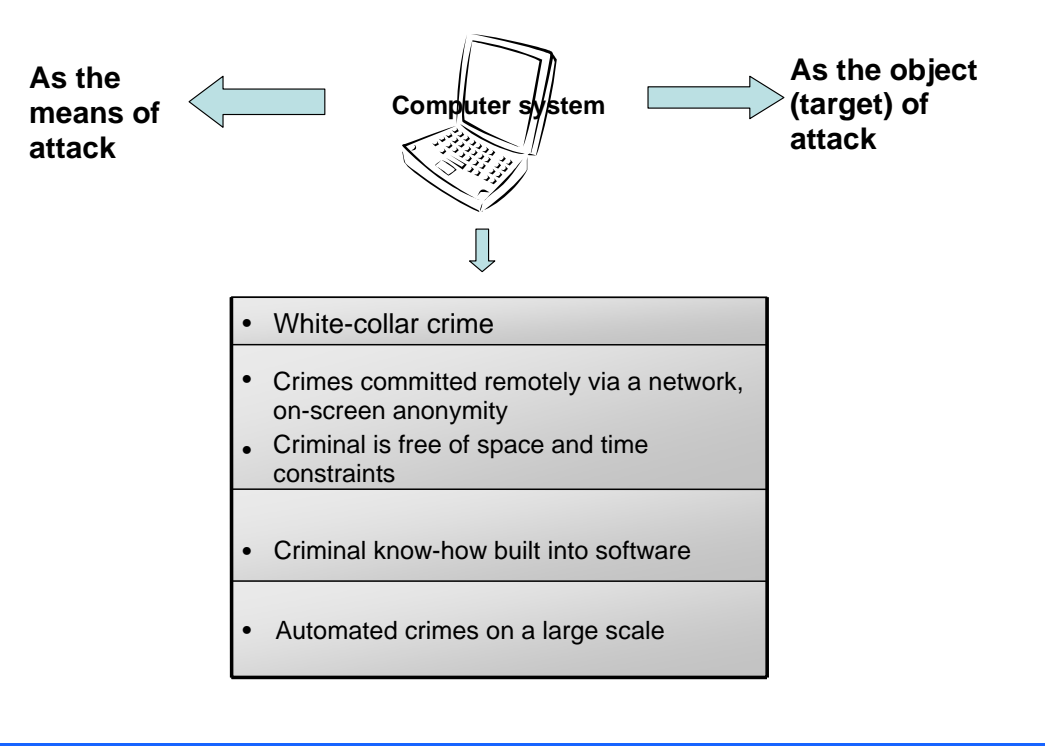 As the
means of
attack
Computer system
As the object
(target) of
attack
• White-collar crime
• Crimes committed remotely via a network,
on-screen anonymity
• Criminal is free of space and time
constraints
• Criminal know-how built into software
• Automated crimes on a large scale